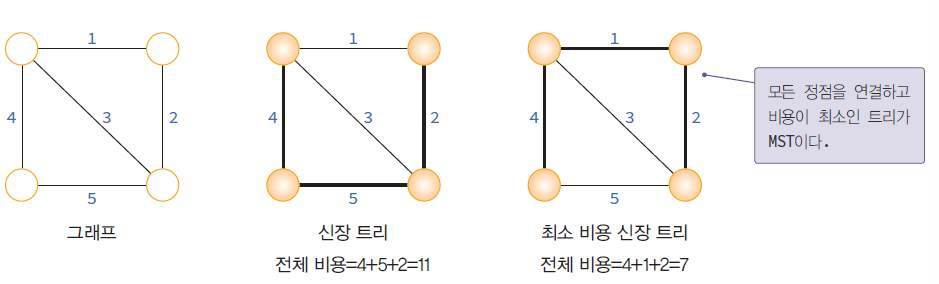 1
4
3
2
5
그래프
1
4
3
2
5
신장 트리
전체 비용=4+5+2=11
1
4
3
2
5
최소 비용 신장 트리
전체 비용=4+1+2=7
모든 정점을 연결하고
비용이 최소인 트리가
MST이다.